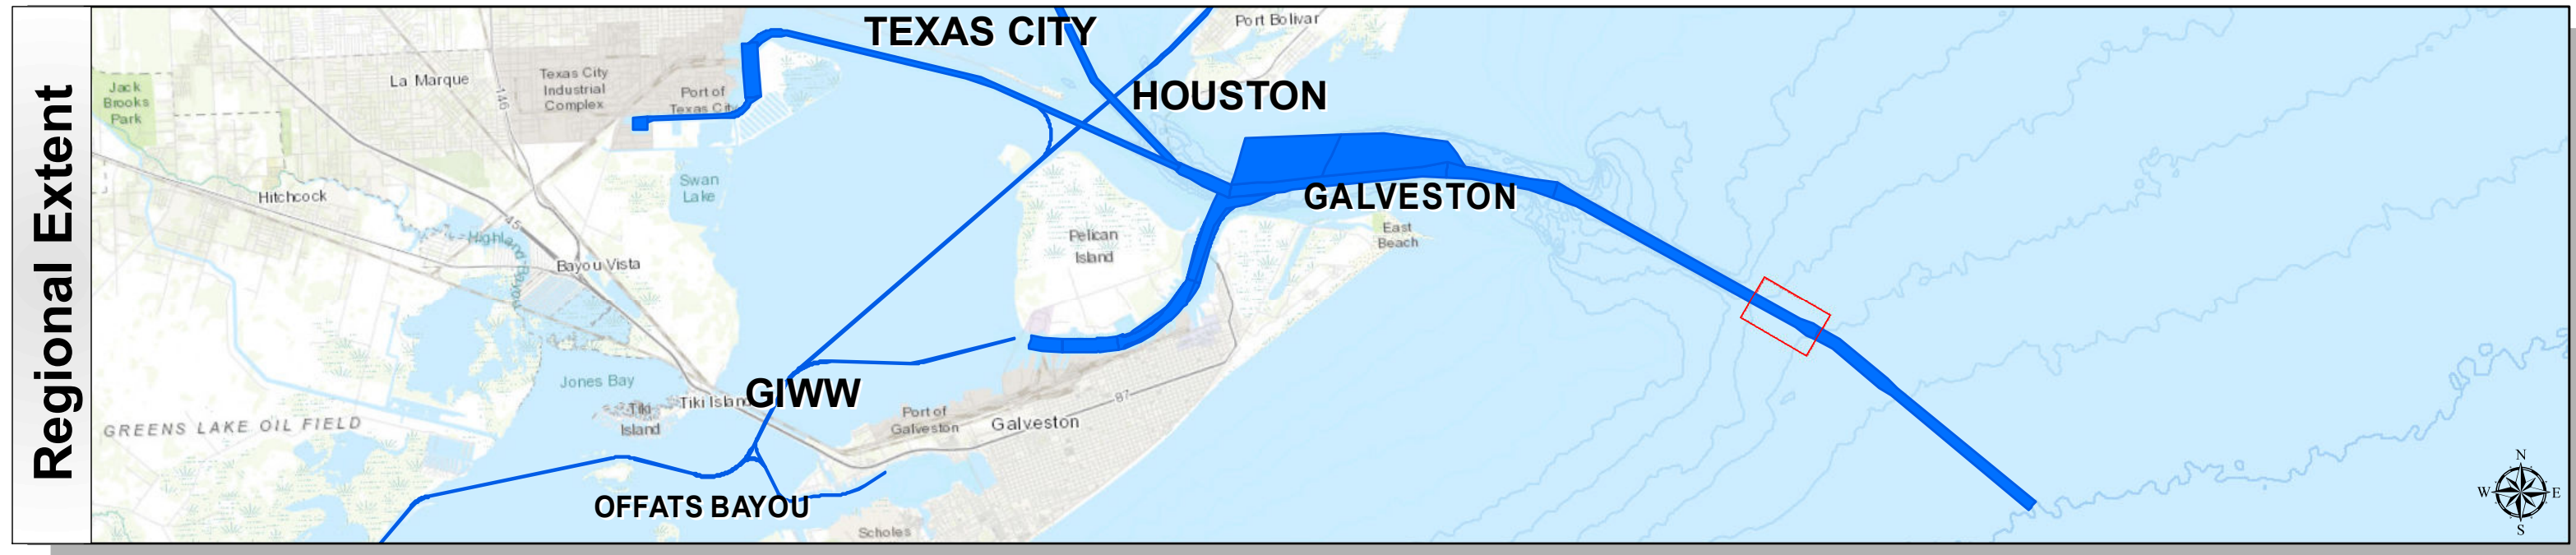 Regional Extent
TEXAS CITY
Port Bolivar
La Marque
146
Texas City
Industrial
Complex
Port of
Texas City
Jack
Brooks
Park
HOUSTON
Swan
Lake
Hitchcock
GALVESTON
45
Highland Bayou
Pelican
Island
East
Beach
Bayou Vista
Jones Bay
Tiki
Island
Tiki Island
GIWW
GREENS LAKE OIL FIELD
Port of
Galveston
Galveston
87
OFFATS BAYOU
Scholes
N
W
E
S